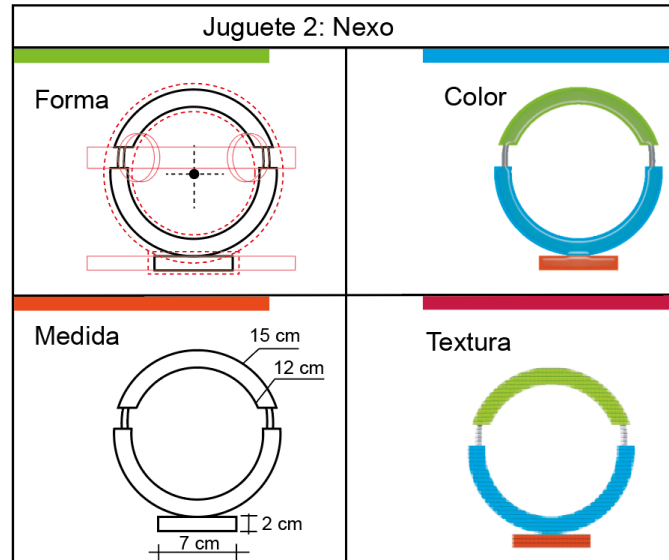 Juguete 2: Nexo
Forma
Color
Medida
15 cm
12 cm
2 cm
7 cm
Textura